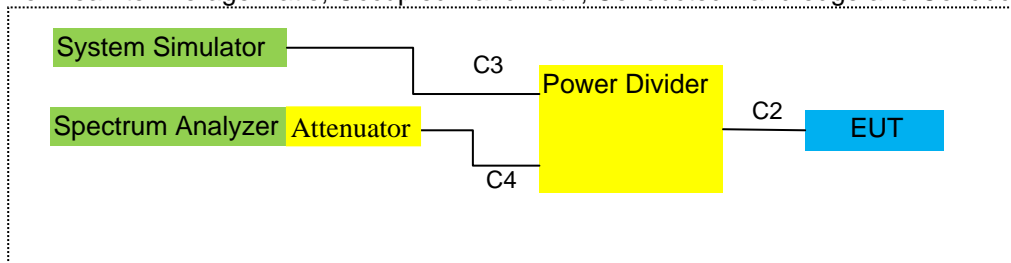 System Simulator
C3
Power Divider
Spectrum Analyzer Attenuator
C2
EUT
C4